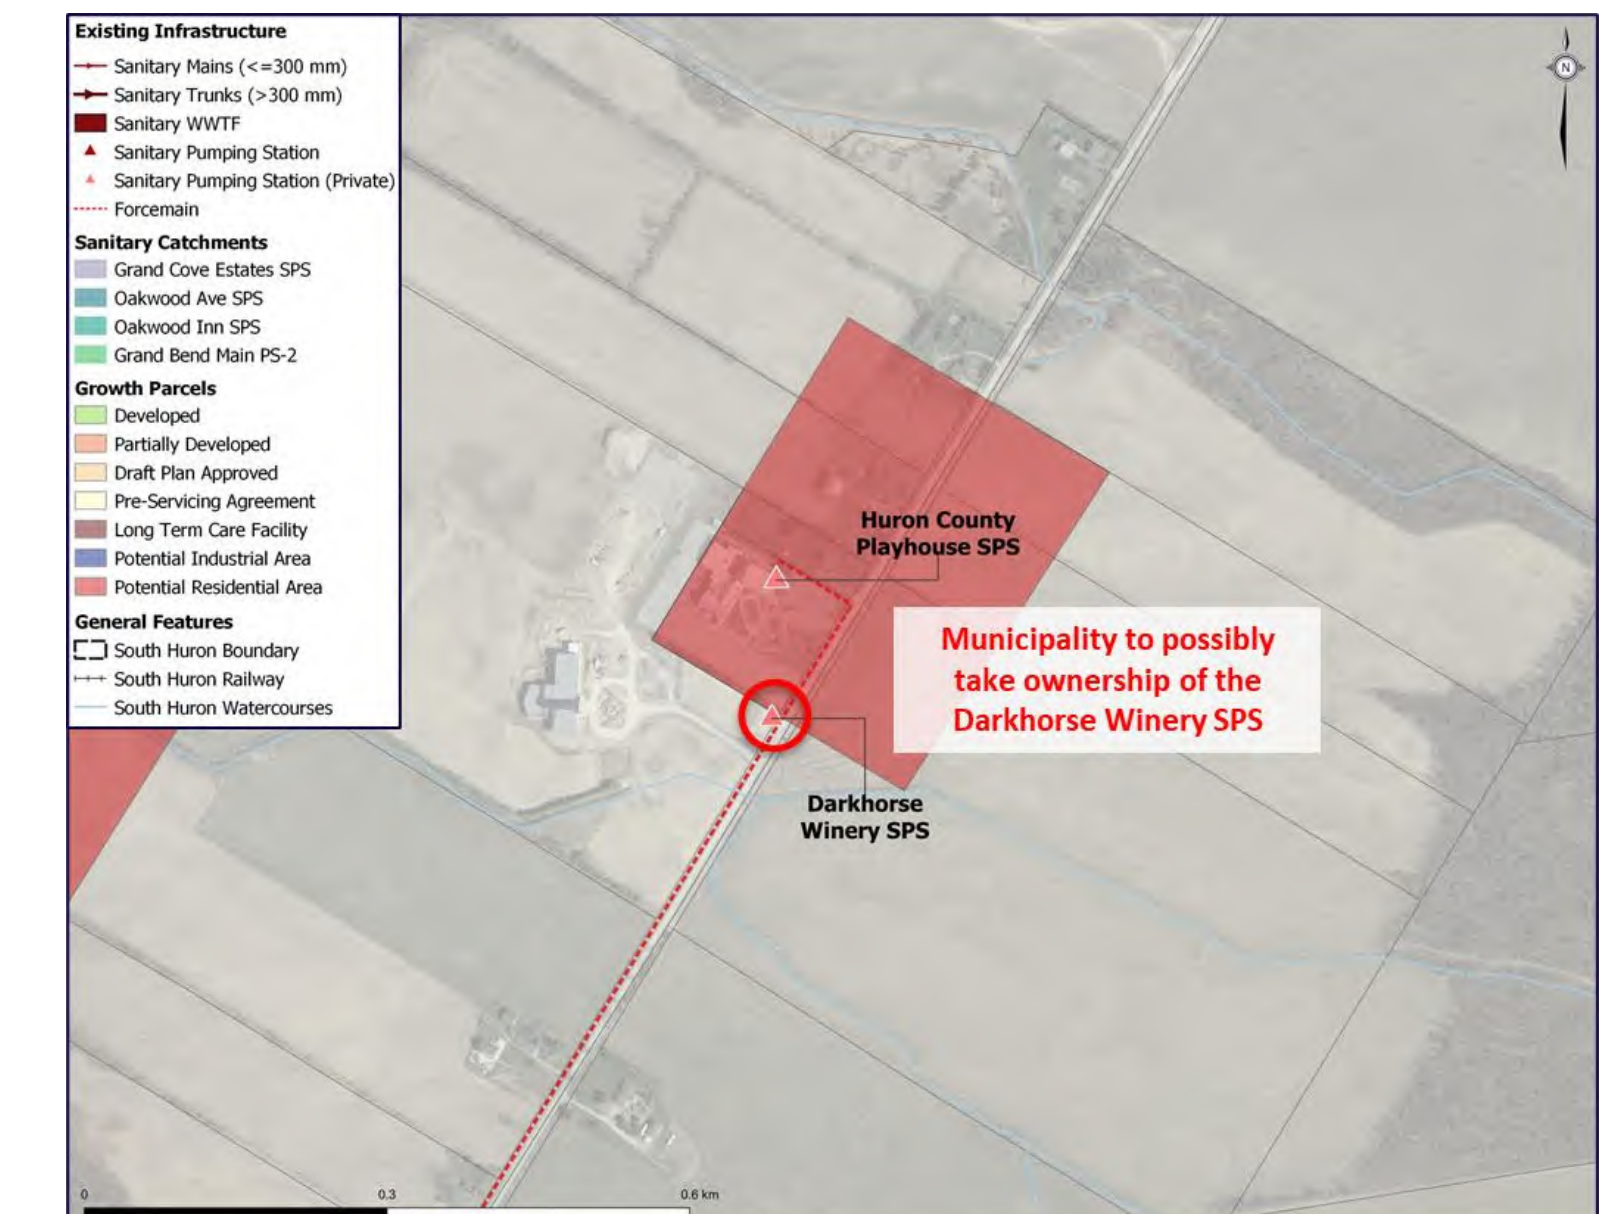 Existing Infrastructure
Sanitary Mains (<=300 mm)
Sanitary Trunks (>300 mm)
Sanitary WWTF
Sanitary Pumping Station
Sanitary Pumping Station (Private)
Forcemain
Sanitary Catchments
Grand Cove Estates SPS
Oakwood Ave SPS
Oakwood Inn SPS
Grand Bend Main PS-2
Growth Parcels
Developed
Partially Developed
Draft Plan Approved
Pre-Servicing Agreement
Long Term Care Facility
Potential Industrial Area
Potential Residential Area
General Features
South Huron Boundary
South Huron Railway
South Huron Watercourses
N
Huron County
Playhouse SPS
Municipality to possibly
take ownership of the
Darkhorse Winery SPS
Darkhorse
Winery SPS
0 0.3 0.6 km